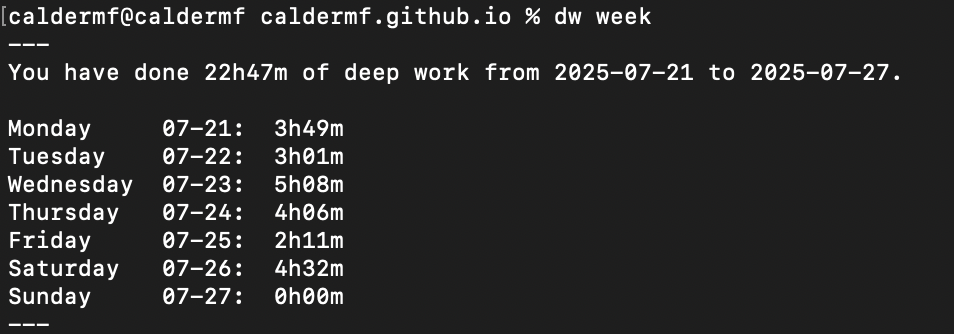 [caldermf@caldermf caldermf.github.io % dw week
---
You have done 22h47m of deep work from 2025-07-21 to 2025-07-27.

Monday     07-21:  3h49m
Tuesday    07-22:  3h01m
Wednesday  07-23:  5h08m
Thursday   07-24:  4h06m
Friday     07-25:  2h11m
Saturday   07-26:  4h32m
Sunday     07-27:  0h00m
---